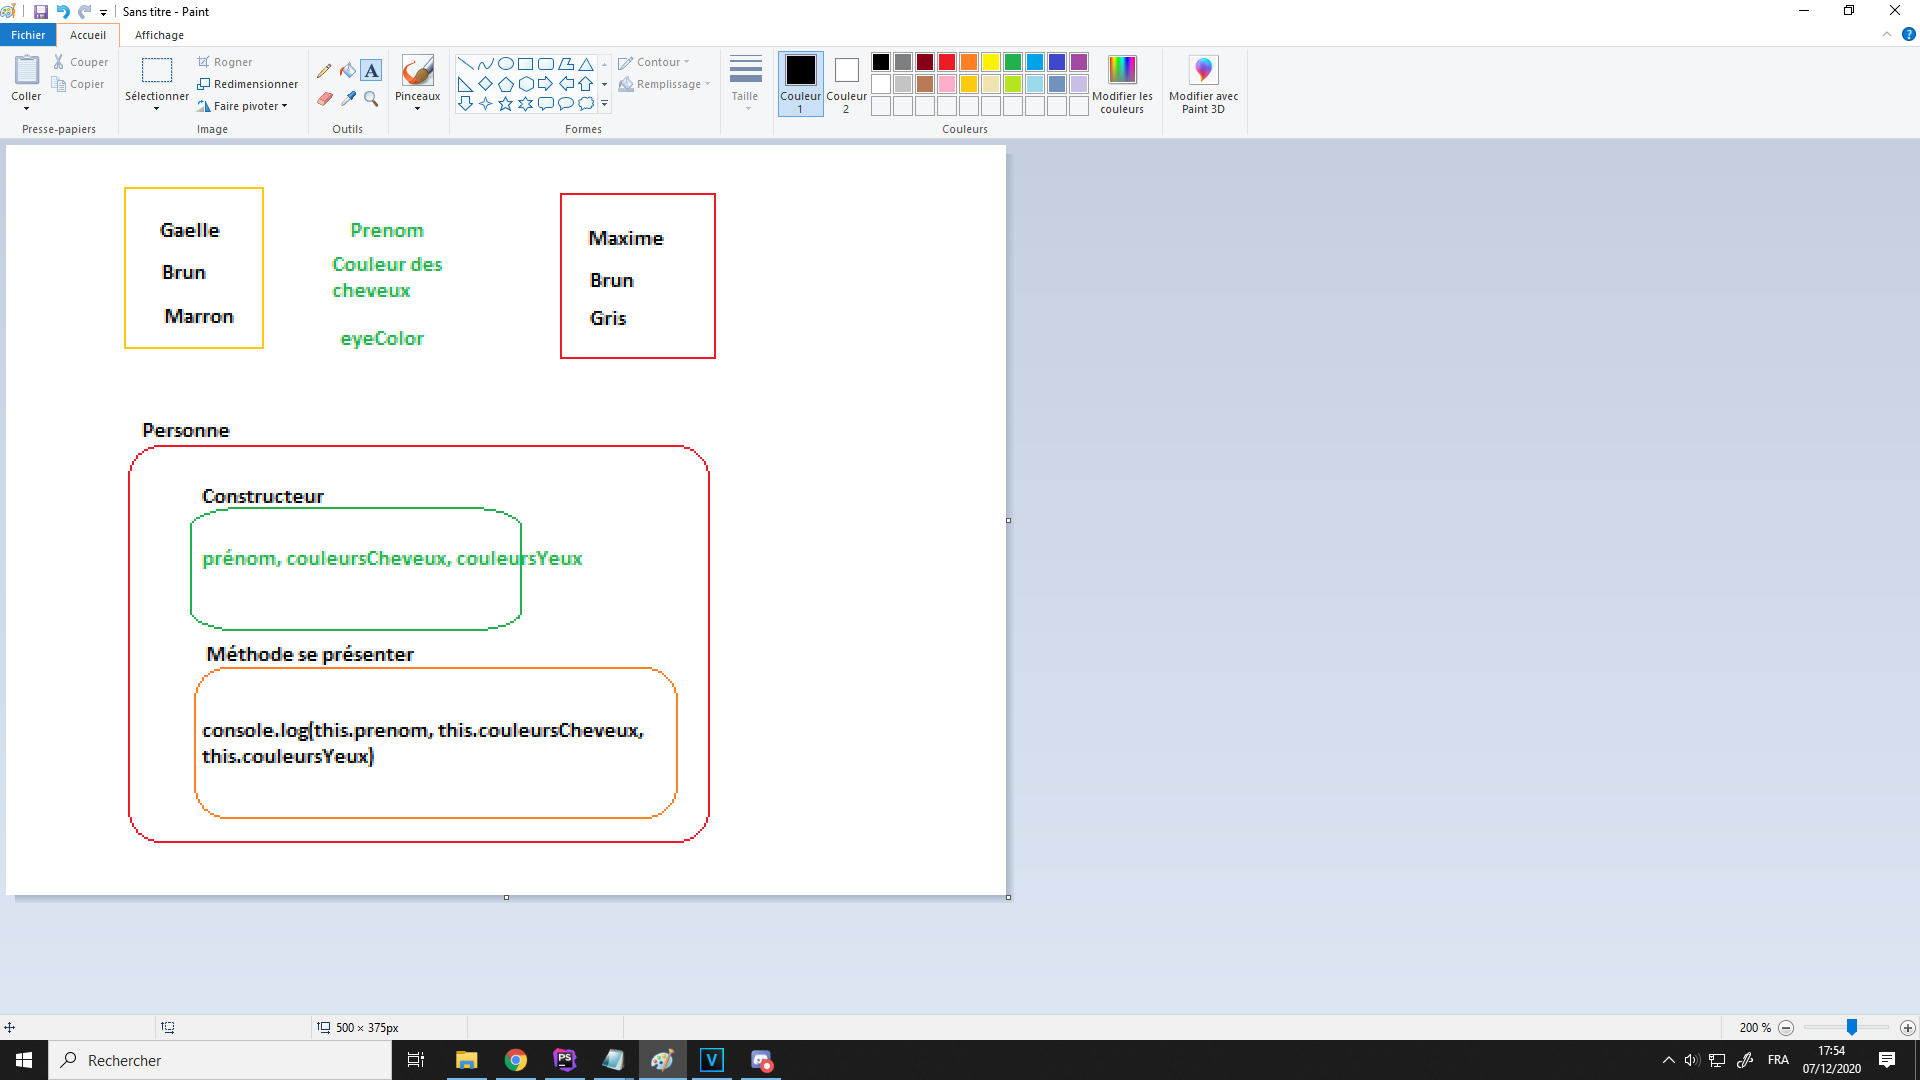 Sans titre - Paint
Fichier
Accueil
Affichage
Coller
Couper
Copier
Presse-papiers
Sélectionner
Rogner
Redimensionner
Faire pivoter
Image
A
Outils
Pinceaux
Formes
Contour
Remplissage
Taille
Couleur 1
Couleur 2
Couleurs
Modifier les couleurs
Modifier avec Paint 3D
Gaelle
Brun
Marron
Prenom
Couleur des
cheveux
eyeColor
Maxime
Brun
Gris
Personne
Constructeur
prénom, couleursCheveux, couleursYeux
Méthode se présenter
console.log(this.prenom, this.couleursCheveux,
this.couleursYeux)
500 × 375px
200 %
Rechercher
PS
V
FRA
17:54
07/12/2020